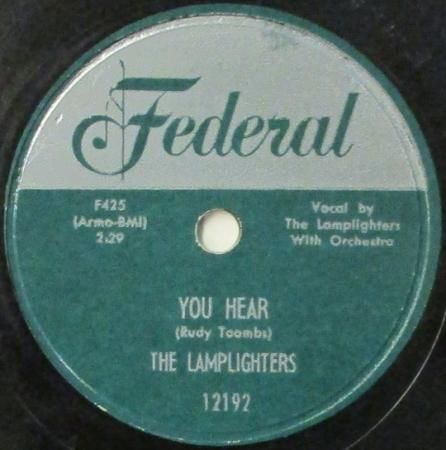 Federal
F425
(Armo-BMI)
2:29
Vocal by
The Lamplighters
With Orchestra
YOU HEAR
(Rudy Toombs)
THE LAMPLIGHTERS
12192